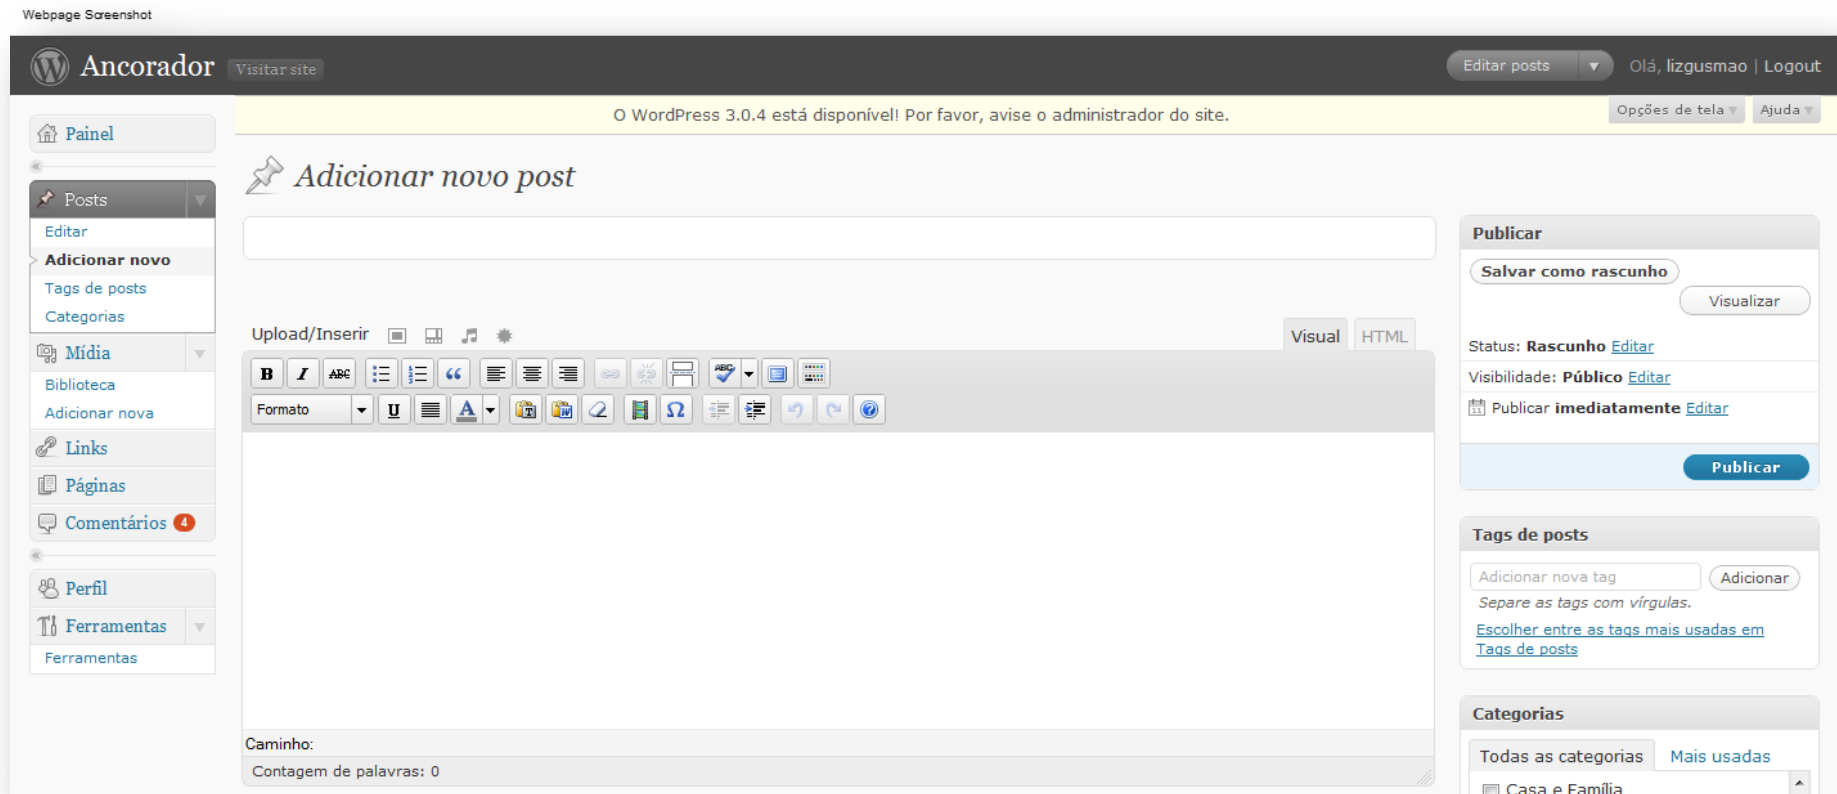 Webpage Screenshot
Ancorador Visitar site
Editar posts
Olá, lizgusmao | Logout
O WordPress 3.0.4 está disponível! Por favor, avise o administrador do site.
Opções de tela
Ajuda
Painel
Posts
Editar
Adicionar novo
Tags de posts
Categorias
Mídia
Biblioteca
Adicionar nova
Links
Páginas
Comentários 4
Perfil
Ferramentas
Ferramentas
Adicionar novo post
Upload/Inserir
Visual
HTML
B I ABC
ABC
Formato
U
A
T
W
Ω
Caminho:
Contagem de palavras: 0
Publicar
Salvar como rascunho
Visualizar
Status: Rascunho Editar
Visibilidade: Público Editar
11 Publicar imediatamente Editar
Publicar
Tags de posts
Adicionar nova tag
Adicionar
Separe as tags com vírgulas.
Escolher entre as tags mais usadas em
Tags de posts
Categorias
Todas as categorias
Mais usadas
Casa e Família